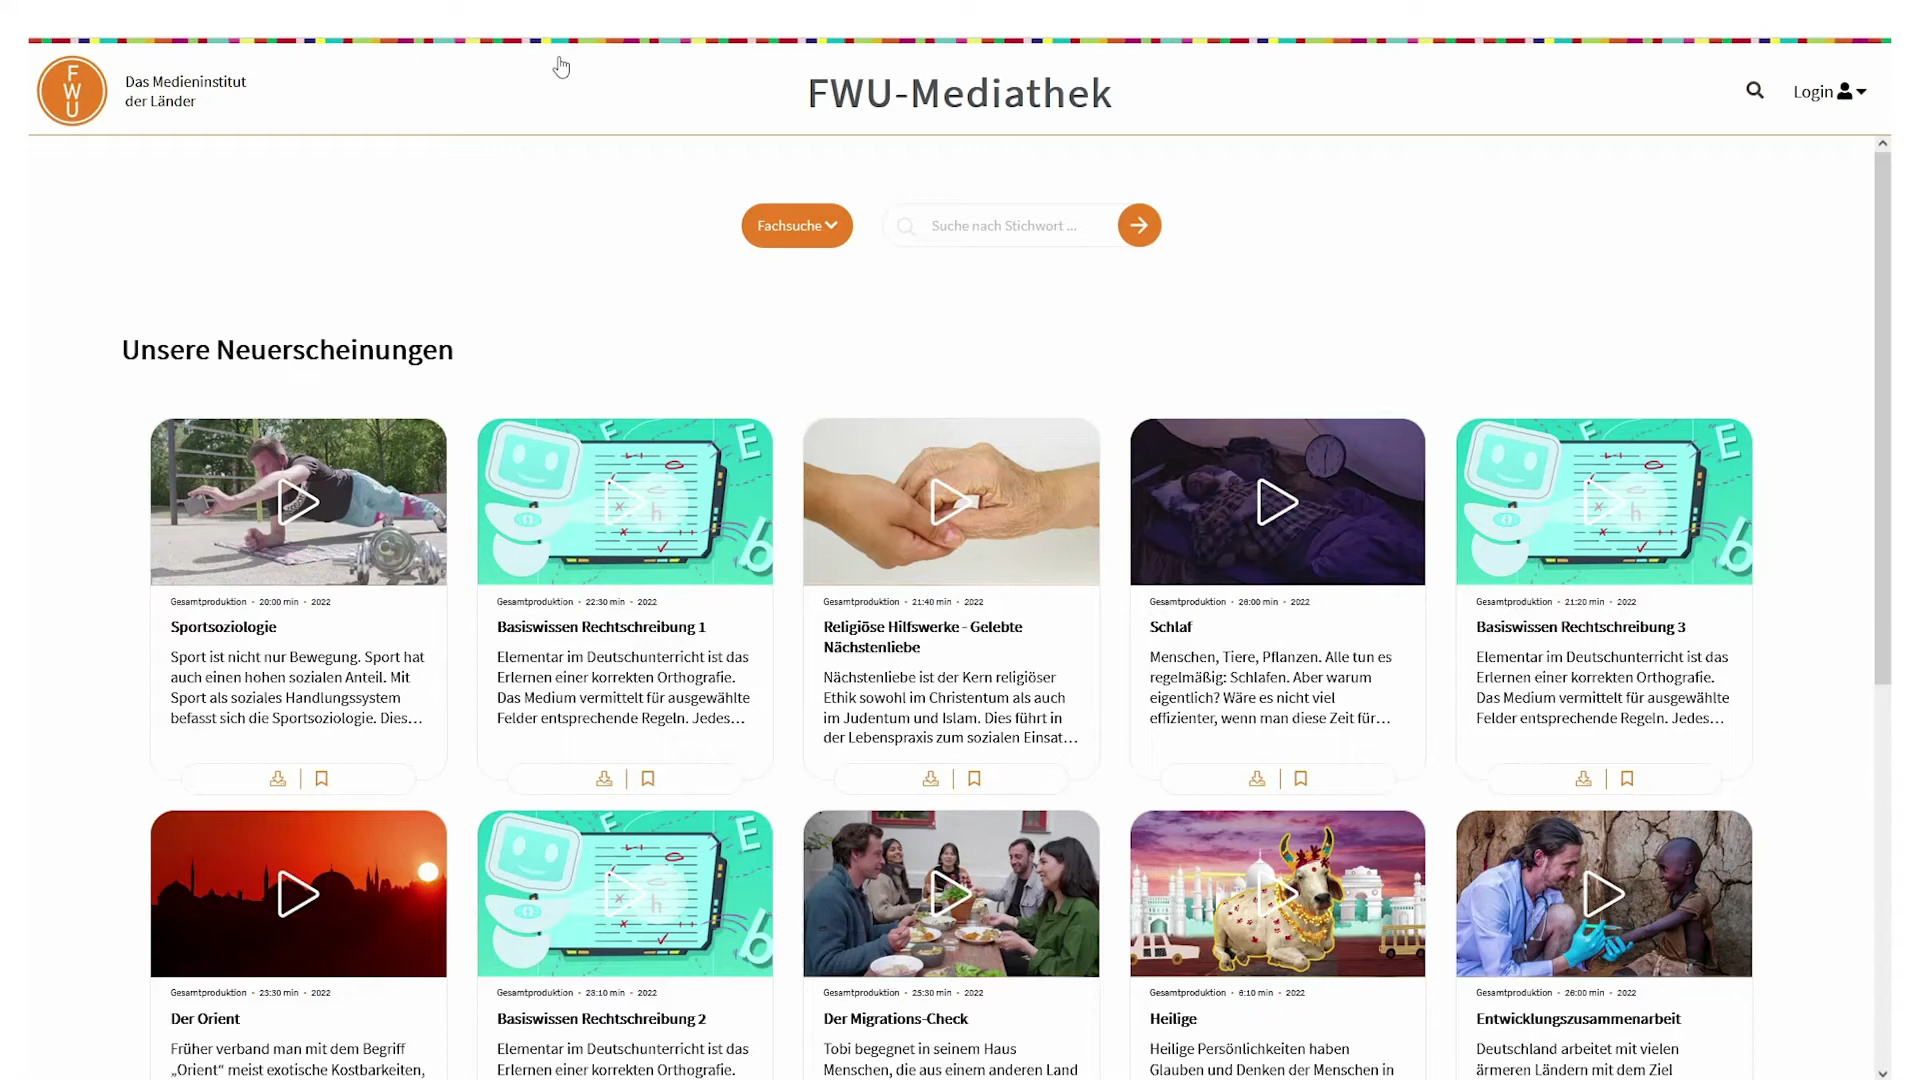 F
W
U
Das Medieninstitut
der Länder
FWU-Mediathek
Login
Fachsuche
Suche nach Stichwort ...
Unsere Neuerscheinungen
Gesamtproduktion - 20:00 min - 2022
Sportsoziologie
Sport ist nicht nur Bewegung. Sport hat
auch einen hohen sozialen Anteil. Mit
Sport als soziales Handlungssystem
befasst sich die Sportsoziologie. Dies...
Gesamtproduktion - 22:30 min - 2022
Basiswissen Rechtschreibung 1
Elementar im Deutschunterricht ist das
Erlernen einer korrekten Orthografie.
Das Medium vermittelt für ausgewählte
Felder entsprechende Regeln. Jedes...
Gesamtproduktion - 21:40 min - 2022
Religiöse Hilfswerke - Gelebte
Nächstenliebe
Nächstenliebe ist der Kern religiöser
Ethik sowohl im Christentum als auch
im Judentum und Islam. Dies führt in
der Lebenspraxis zum sozialen Einsat...
Gesamtproduktion - 26:00 min - 2022
Schlaf
Menschen, Tiere, Pflanzen. Alle tun es
regelmäßig: Schlafen. Aber warum
eigentlich? Wäre es nicht viel
effizienter, wenn man diese Zeit für...
Gesamtproduktion - 21:20 min - 2022
Basiswissen Rechtschreibung 3
Elementar im Deutschunterricht ist das
Erlernen einer korrekten Orthografie.
Das Medium vermittelt für ausgewählte
Felder entsprechende Regeln. Jedes...
Gesamtproduktion - 23:30 min - 2022
Der Orient
Früher verband man mit dem Begriff
„Orient“ meist exotische Kostbarkeiten,
Gesamtproduktion - 23:10 min - 2022
Basiswissen Rechtschreibung 2
Elementar im Deutschunterricht ist das
Erlernen einer korrekten Orthografie.
Gesamtproduktion - 25:30 min - 2022
Der Migrations-Check
Tobi begegnet in seinem Haus
Menschen, die aus einem anderen Land
Gesamtproduktion - 6:10 min - 2022
Heilige
Heilige Persönlichkeiten haben
Glauben und Denken der Menschen in
Gesamtproduktion - 26:00 min - 2022
Entwicklungszusammenarbeit
Deutschland arbeitet mit vielen
ärmeren Ländern mit dem Ziel